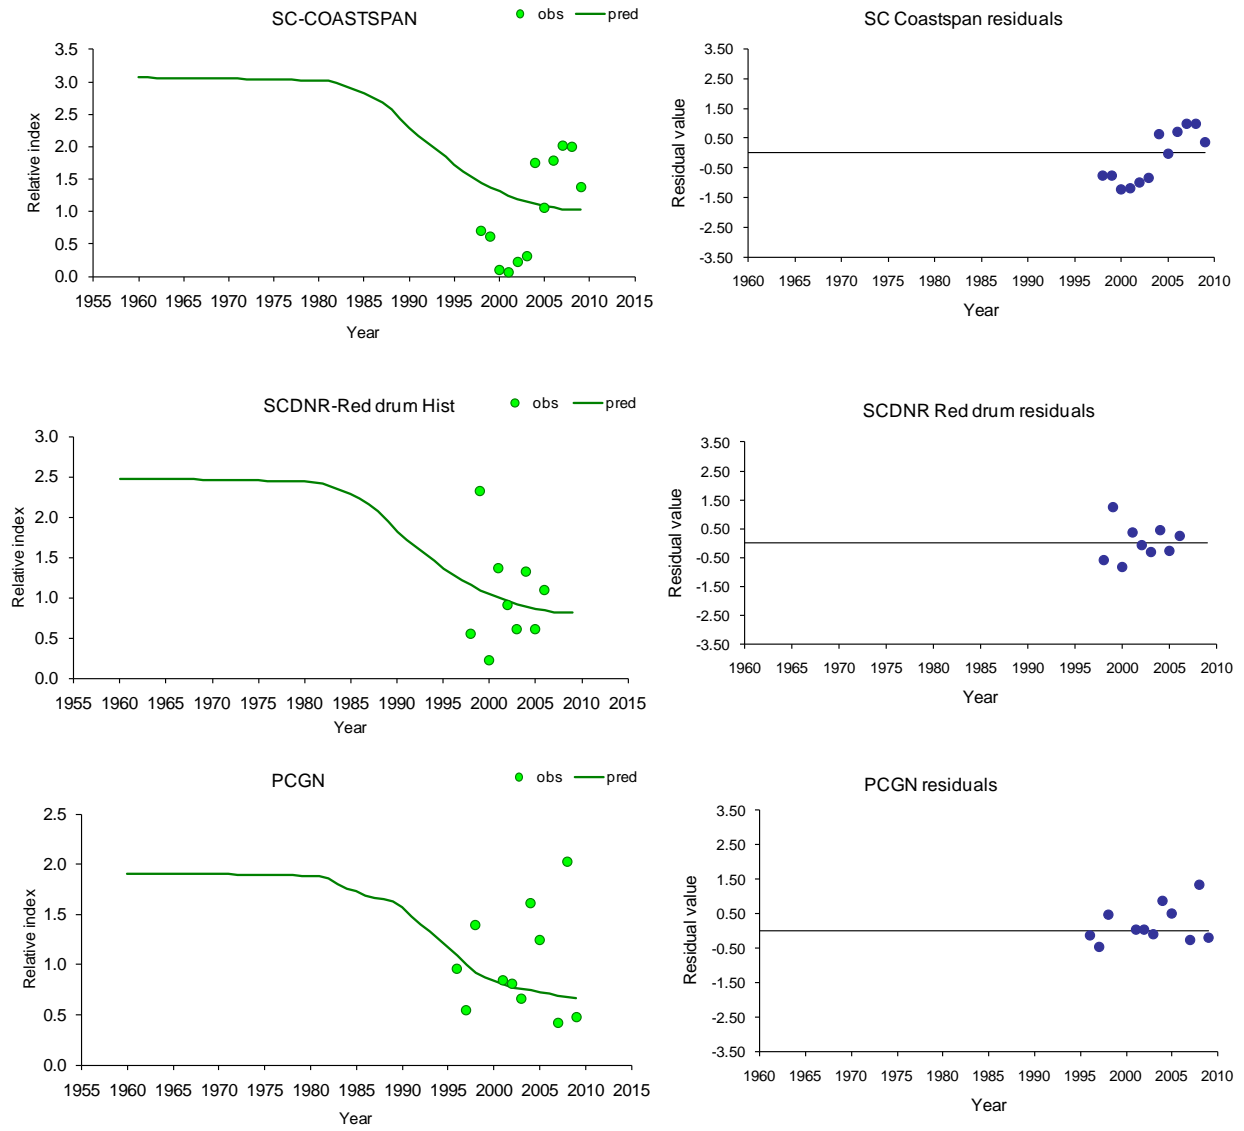 SC-COASTSPAN
obs pred
3.5
3.0
2.5
2.0
1.5
1.0
0.5
0.0
Relative index
1955 1960 1965 1970 1975 1980 1985 1990 1995 2000 2005 2010 2015
Year
SC Coastspan residuals
3.50
2.50
1.50
0.50
-0.50
-1.50
-2.50
-3.50
Residual value
1960 1965 1970 1975 1980 1985 1990 1995 2000 2005 2010
Year
SCDNR-Red drum Hist
obs pred
3.0
2.5
2.0
1.5
1.0
0.5
0.0
Relative index
1955 1960 1965 1970 1975 1980 1985 1990 1995 2000 2005 2010 2015
Year
SCDNR Red drum residuals
3.50
2.50
1.50
0.50
-0.50
-1.50
-2.50
-3.50
Residual value
1960 1965 1970 1975 1980 1985 1990 1995 2000 2005 2010
Year
PCGN
obs pred
2.5
2.0
1.5
1.0
0.5
0.0
Relative index
1955 1960 1965 1970 1975 1980 1985 1990 1995 2000 2005 2010 2015
Year
PCGN residuals
3.50
2.50
1.50
0.50
-0.50
-1.50
-2.50
-3.50
Residual value
1960 1965 1970 1975 1980 1985 1990 1995 2000 2005 2010
Year